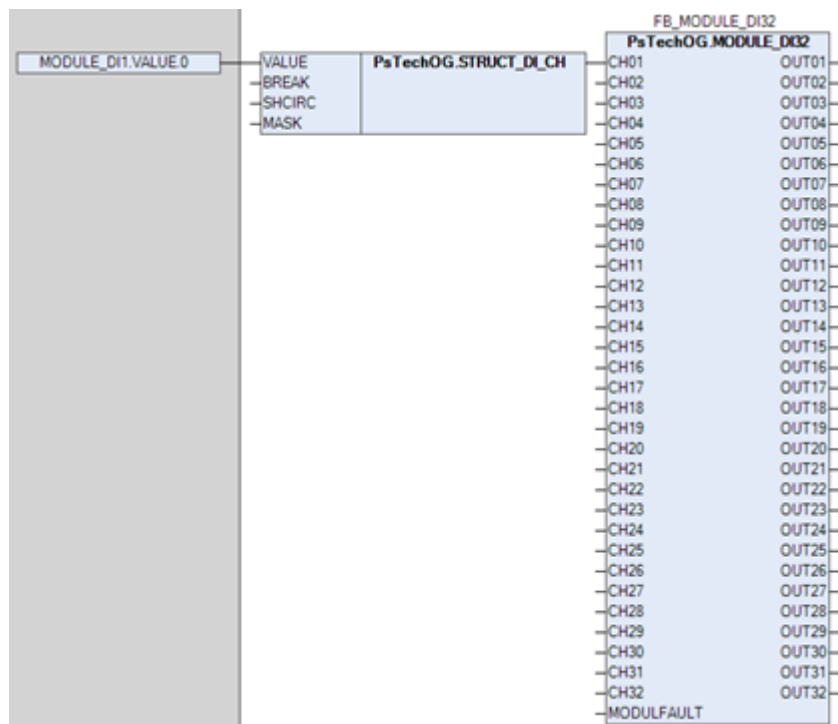 FB_MODULE_DI32
PsTechOG.MODULE_DI32
MODULE_DI1.VALUE.0
VALUE PsTechOG.STRUCT_DI_CH
BREAK
SHCIRC
MASK
CH01 OUT01
CH02 OUT02
CH03 OUT03
CH04 OUT04
CH05 OUT05
CH06 OUT06
CH07 OUT07
CH08 OUT08
CH09 OUT09
CH10 OUT10
CH11 OUT11
CH12 OUT12
CH13 OUT13
CH14 OUT14
CH15 OUT15
CH16 OUT16
CH17 OUT17
CH18 OUT18
CH19 OUT19
CH20 OUT20
CH21 OUT21
CH22 OUT22
CH23 OUT23
CH24 OUT24
CH25 OUT25
CH26 OUT26
CH27 OUT27
CH28 OUT28
CH29 OUT29
CH30 OUT30
CH31 OUT31
CH32 OUT32
MODULFAULT